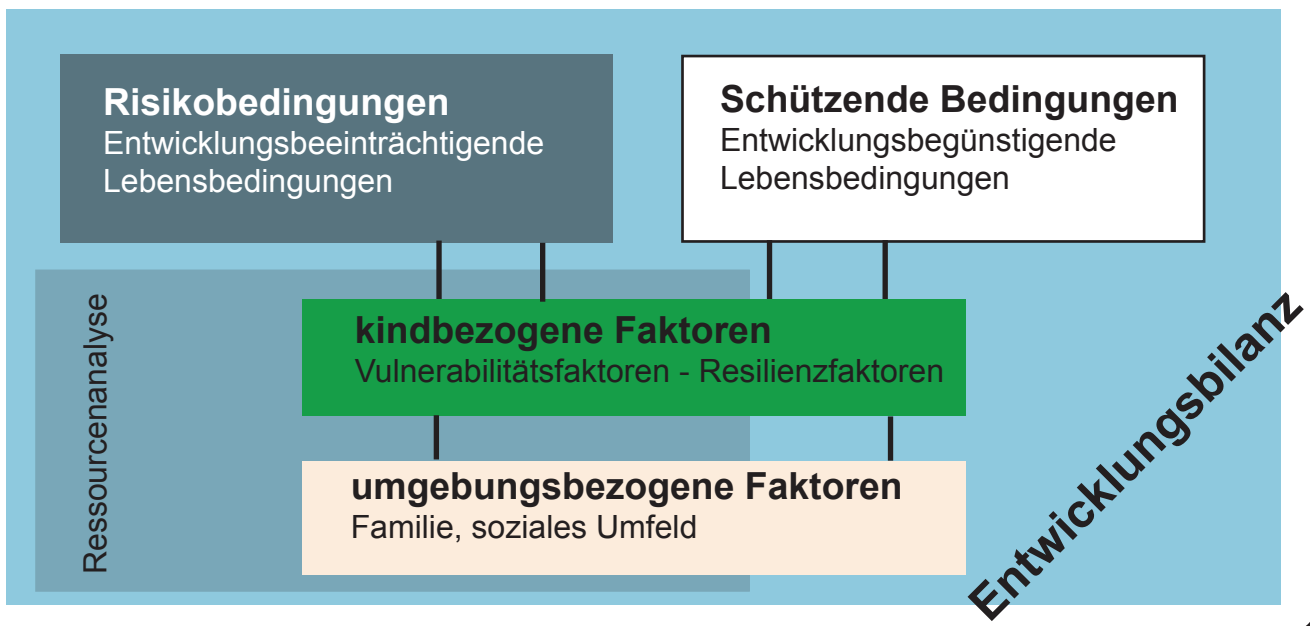 Risikobedingungen
Entwicklungsbeeinträchtigende
Lebensbedingungen
Schützende Bedingungen
Entwicklungsbegünstigende
Lebensbedingungen
Ressourcenanalyse
kindbezogene Faktoren
Vulnerabilitätsfaktoren - Resilienzfaktoren
umgebungsbezogene Faktoren
Familie, soziales Umfeld
Entwicklungsbilanz